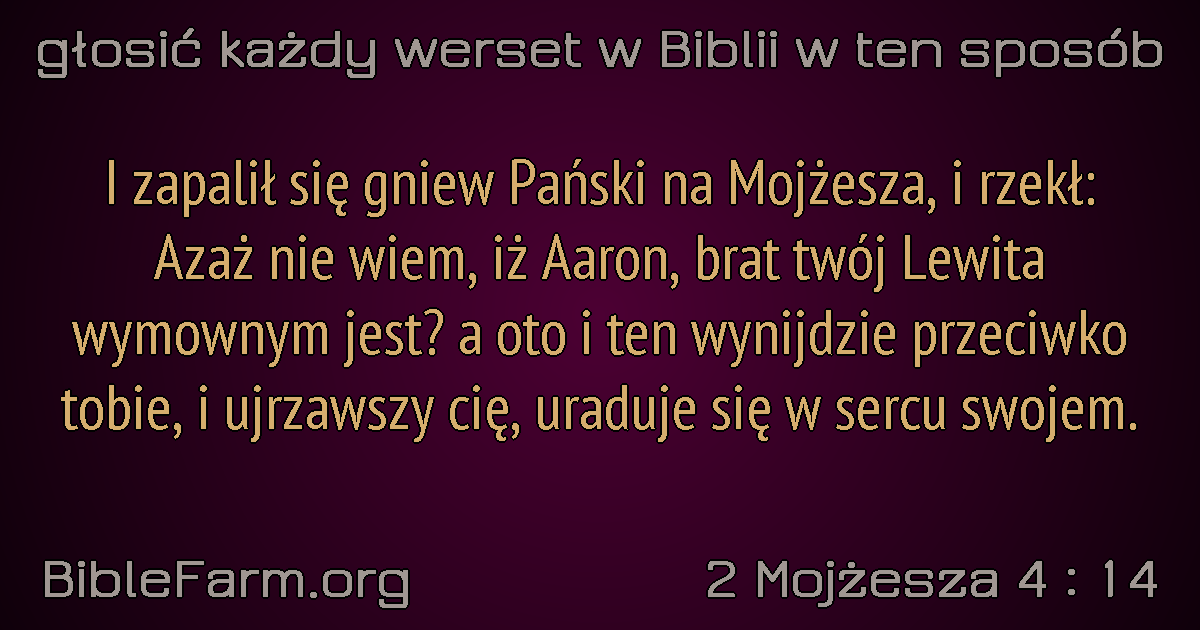 głosić każdy werset w Biblii w ten sposób
I zapalił się gniew Pański na Mojżesza, i rzekł:
Azaż nie wiem, iż Aaron, brat twój Lewita
wymownym jest? a oto i ten wynijdzie przeciwko
tobie, i ujrzawszy cię, uraduje się w sercu swojem.
BibleFarm.org
2 Mojżesza 4 : 14